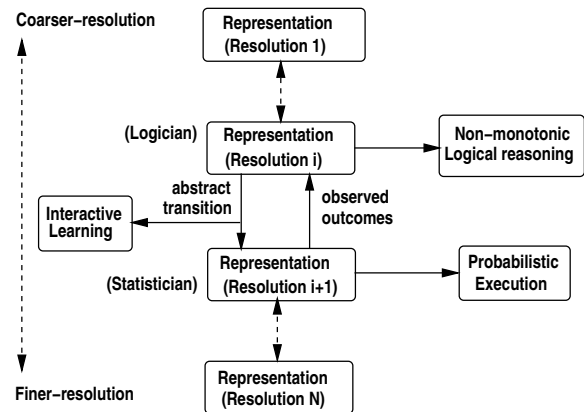 Coarser-resolution
Representation
(Resolution 1)
(Logician)
Representation
(Resolution i)
Non-monotonic
Logical reasoning
abstract
transition
observed
outcomes
Interactive
Learning
(Statistician)
Representation
(Resolution i+1)
Probabilistic
Execution
Finer-resolution
Representation
(Resolution N)